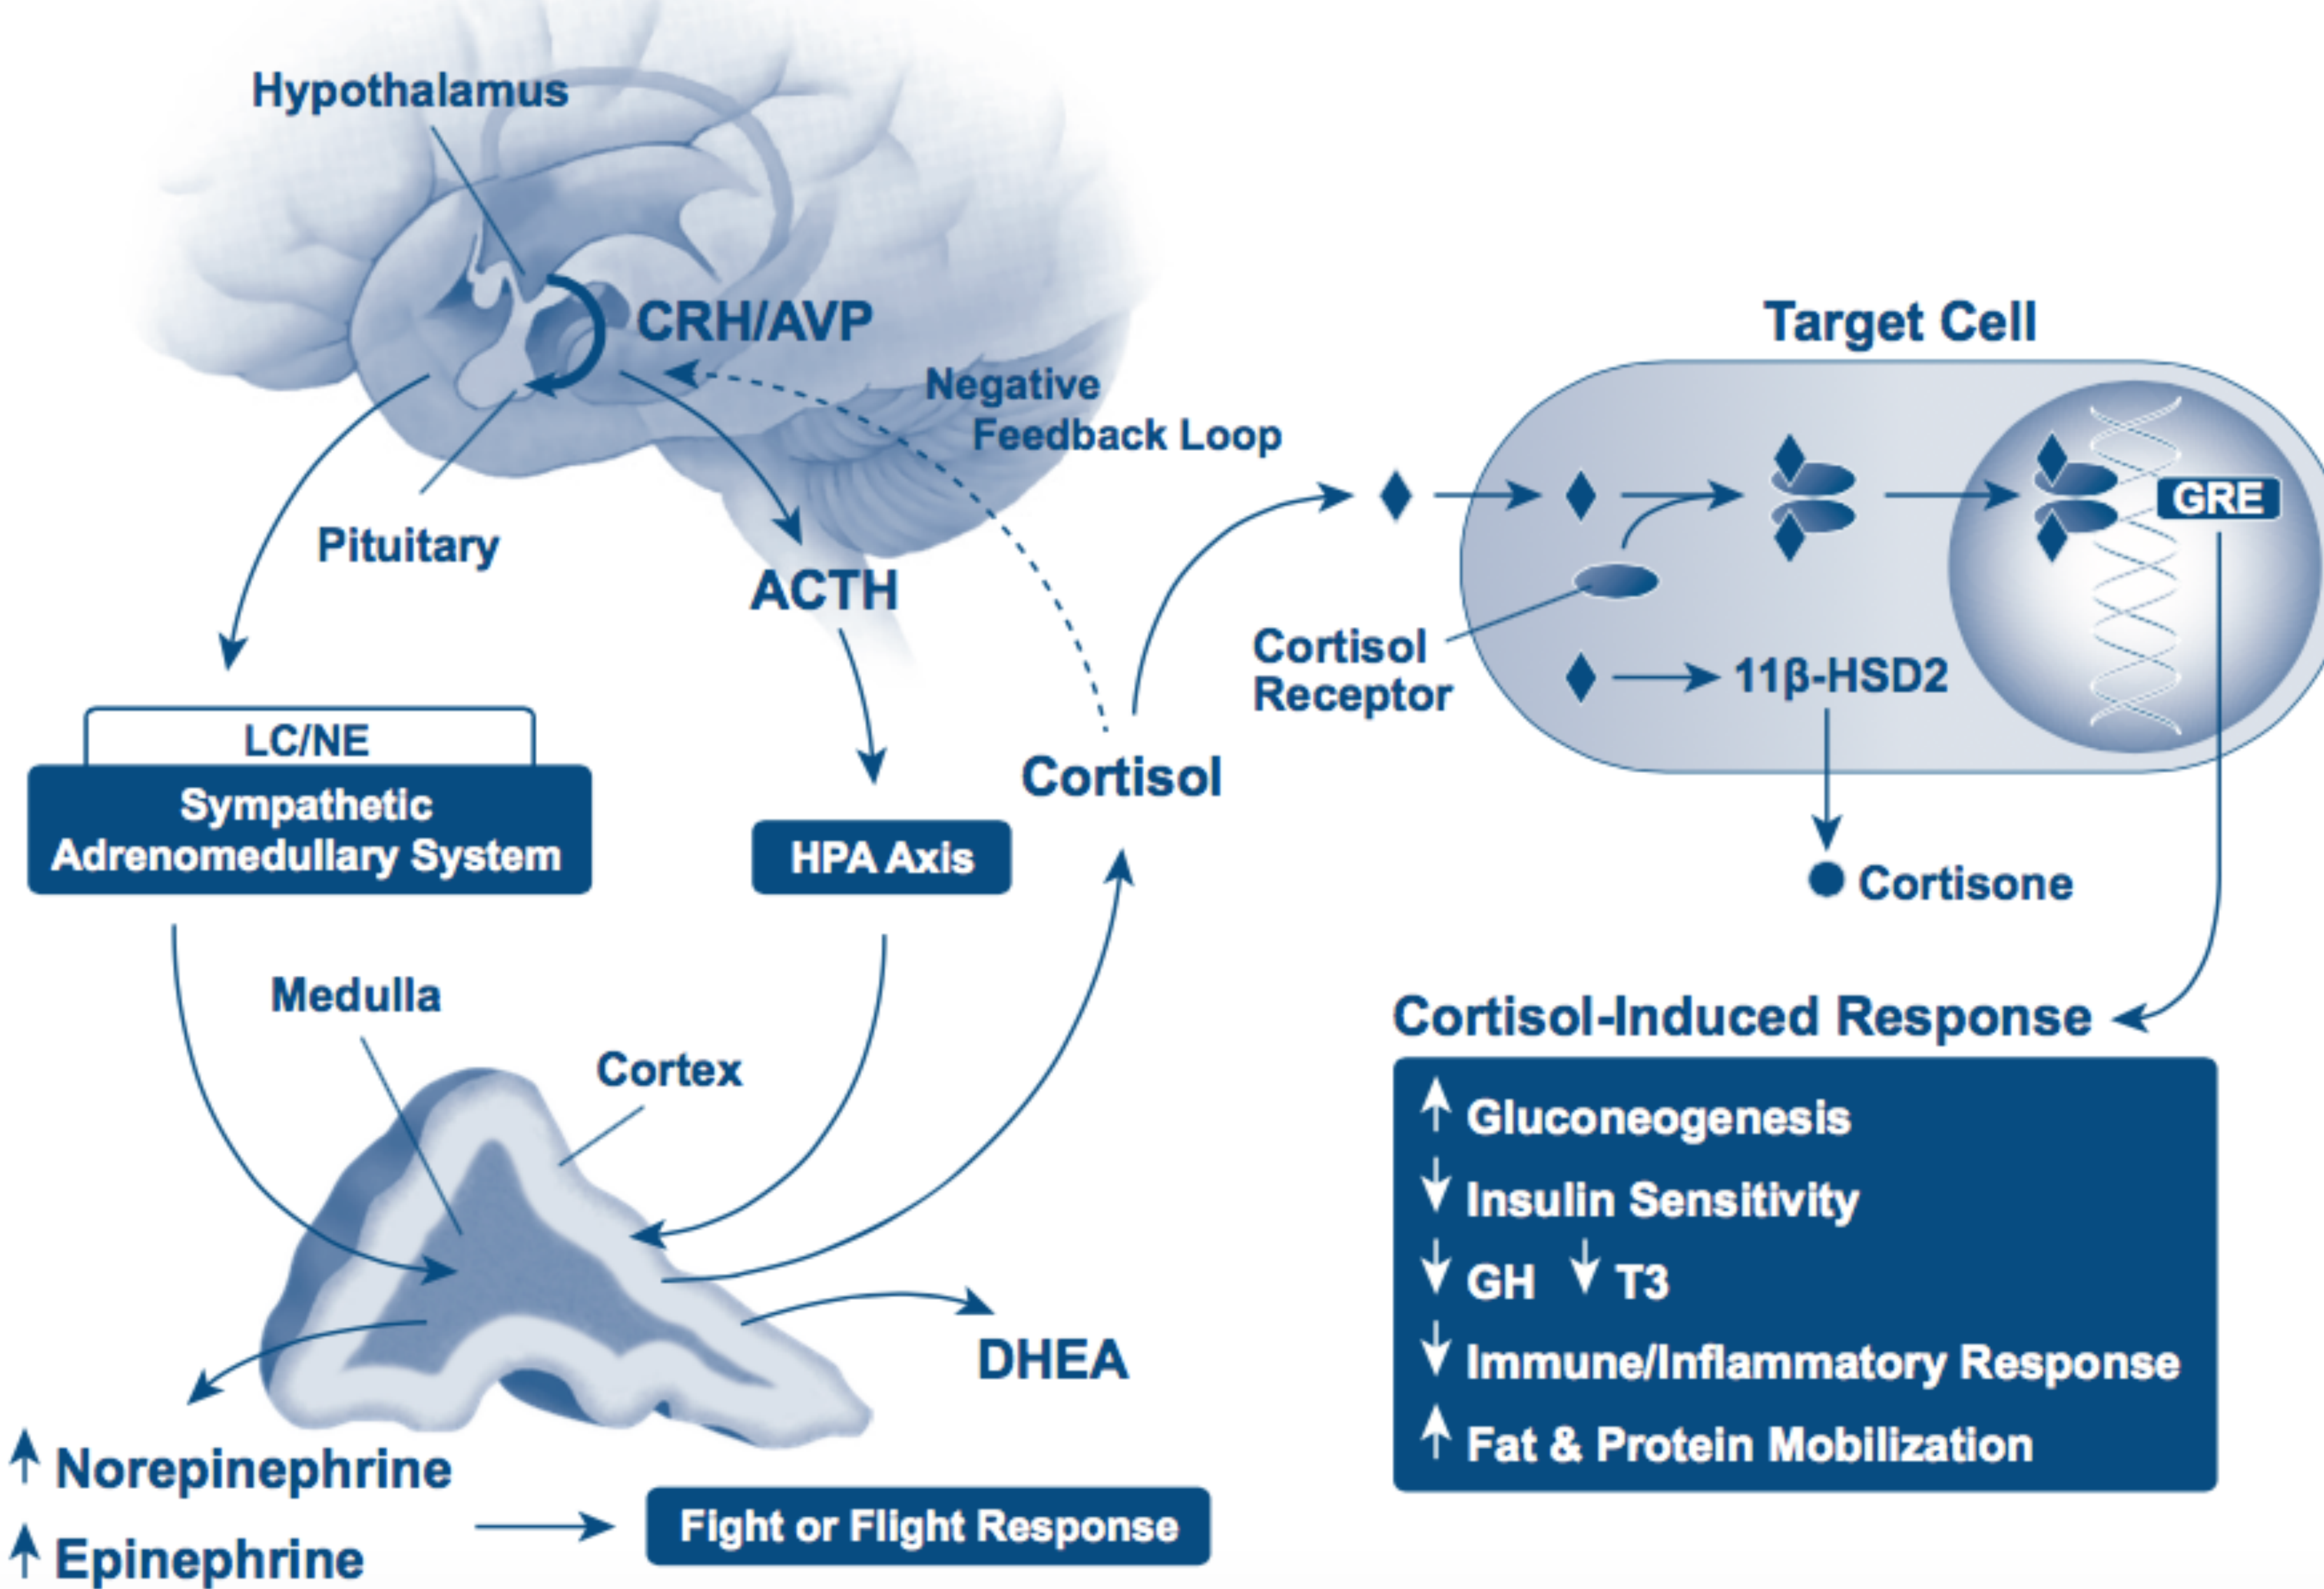 Hypothalamus
CRH/AVP
Negative
Feedback Loop
Pituitary
ACTH
LC/NE
Sympathetic
Adrenomedullary System
HPA Axis
Cortisol
Medulla
Cortex
DHEA
Norepinephrine
Epinephrine
Fight or Flight Response
Target Cell
GRE
Cortisol
Receptor
11β-HSD2
Cortisone
Cortisol-Induced Response
Gluconeogenesis
Insulin Sensitivity
GH T3
Immune/Inflammatory Response
Fat & Protein Mobilization